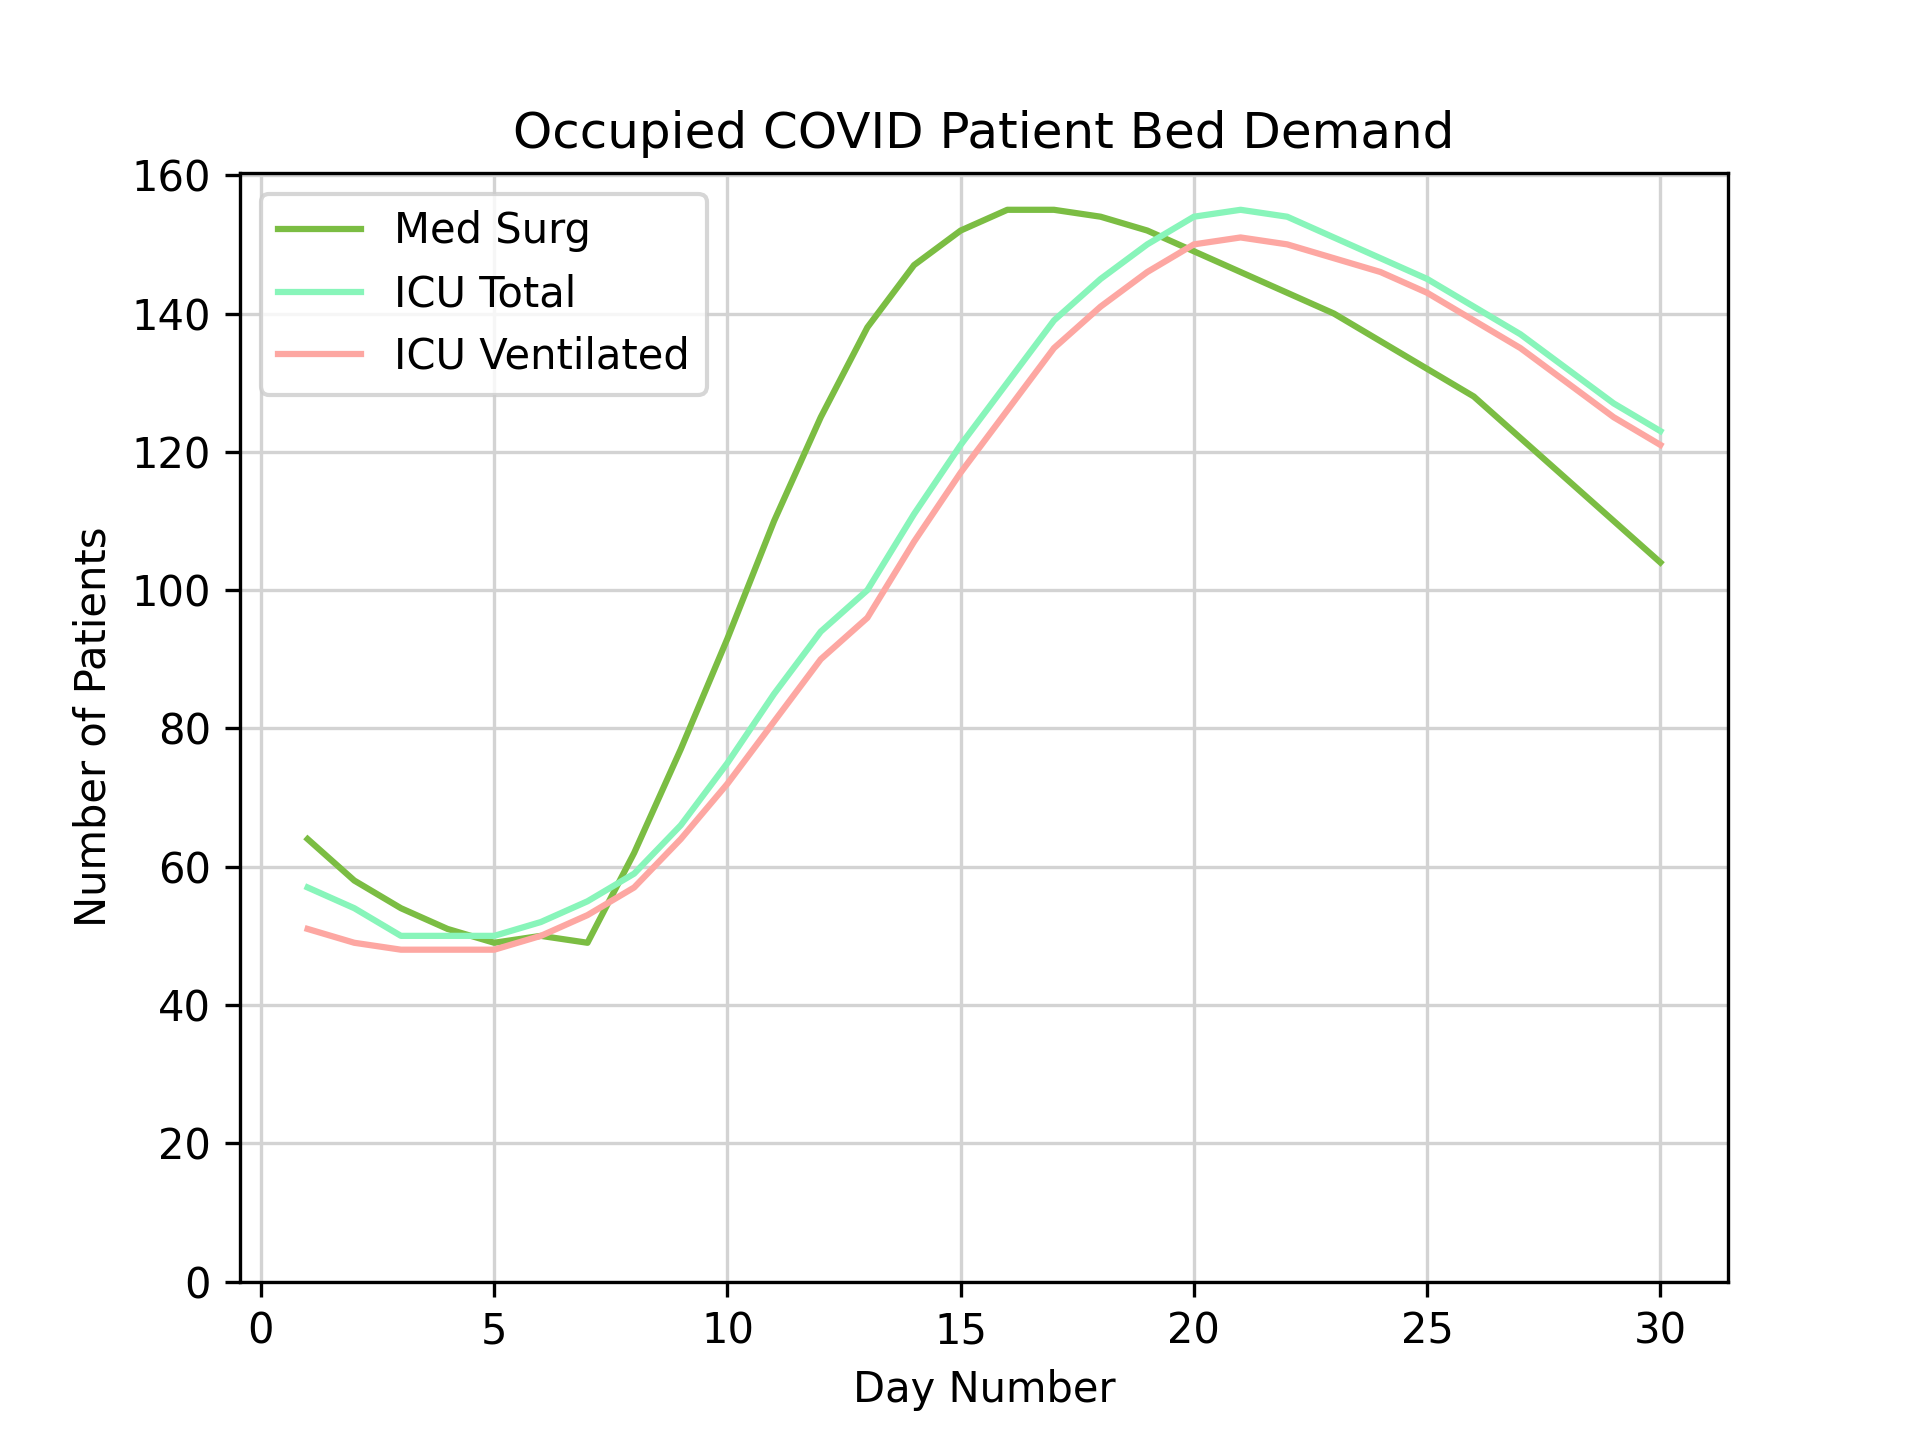 Occupied COVID Patient Bed Demand
160
140
120
100
80
60
40
20
0
Number of Patients
Med Surg
ICU Total
ICU Ventilated
0 5 10 15 20 25 30
Day Number